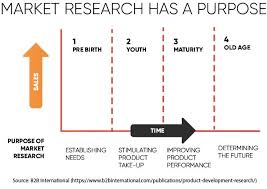 MARKET RESEARCH HAS A PURPOSE
1 2 3 4
PRE BIRTH YOUTH MATURITY OLD AGE
SALES
TIME
PURPOSE OF MARKET RESEARCH
ESTABLISHING NEEDS
STIMULATING PRODUCT TAKE-UP
IMPROVING PRODUCT PERFORMANCE
DETERMINING THE FUTURE
Source: B2B International (https://www.b2binternational.com/publications/product-development-research/)